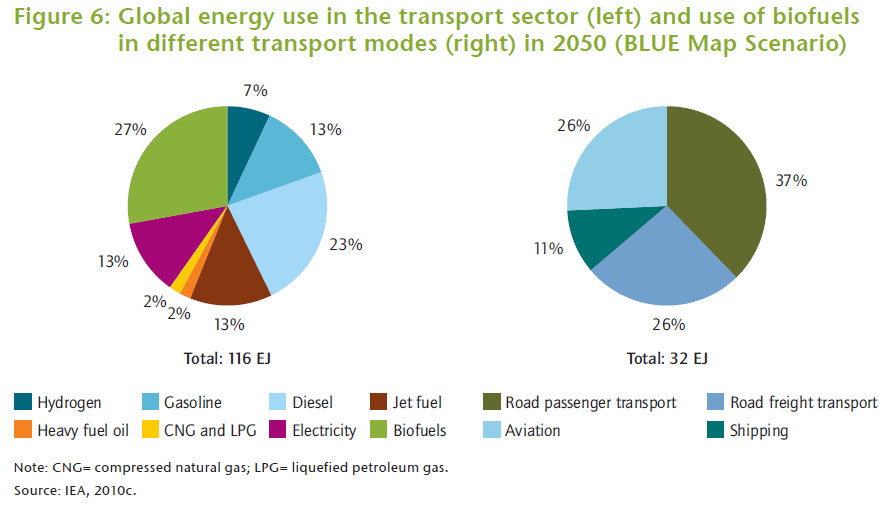 Figure 6: Global energy use in the transport sector (left) and use of biofuels
in different transport modes (right) in 2050 (BLUE Map Scenario)
7%
13%
23%
13%
2%
2%
13%
27%
Total: 116 EJ
37%
26%
11%
26%
Total: 32 EJ
Hydrogen
Gasoline
Diesel
Jet fuel
Road passenger transport
Road freight transport
Heavy fuel oil
CNG and LPG
Electricity
Biofuels
Aviation
Shipping
Note: CNG= compressed natural gas; LPG= liquefied petroleum gas.
Source: IEA, 2010c.